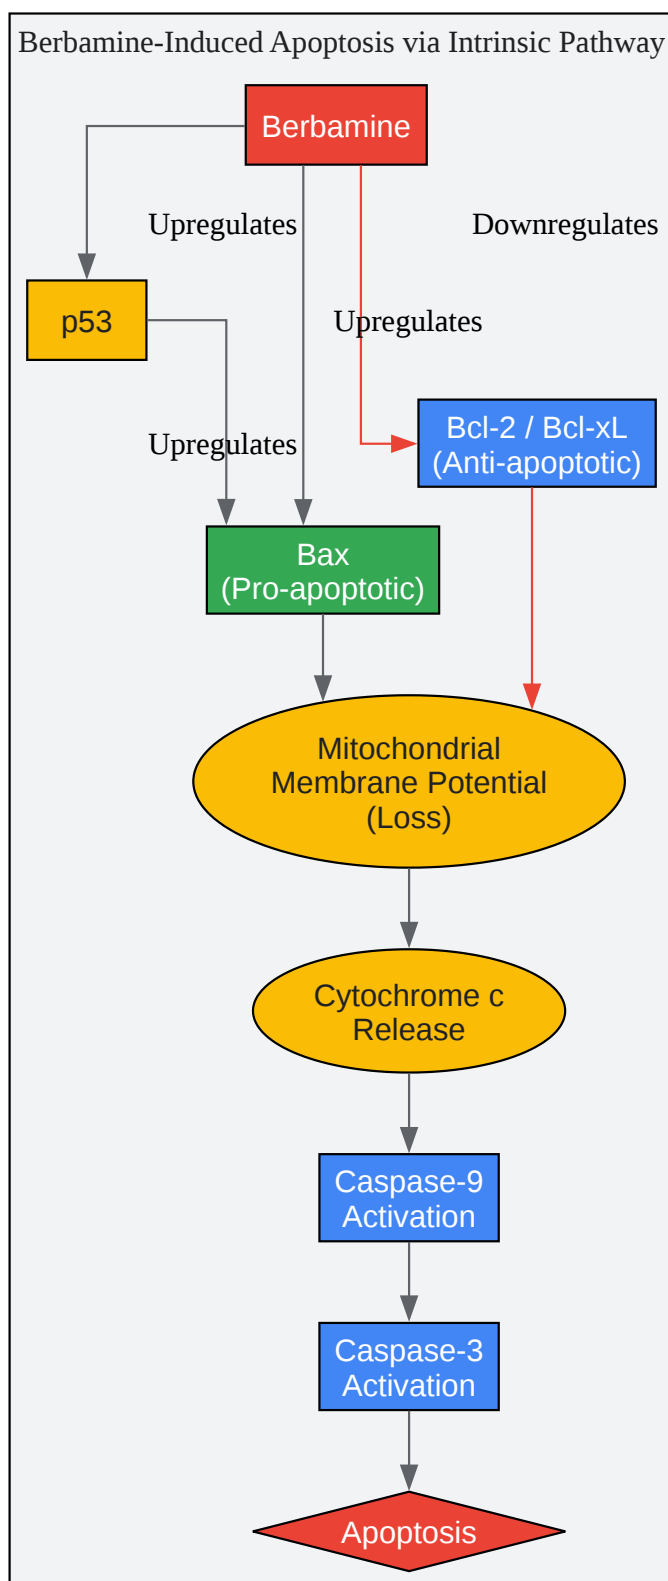 Berbamine-Induced Apoptosis via Intrinsic Pathway
Berbamine
Upregulates
Downregulates
p53
Upregulates
Bcl-2 / Bcl-xL
(Anti-apoptotic)
Upregulates
Bax
(Pro-apoptotic)
Mitochondrial
Membrane Potential
(Loss)
Cytochrome c
Release
Caspase-9
Activation
Caspase-3
Activation
Apoptosis